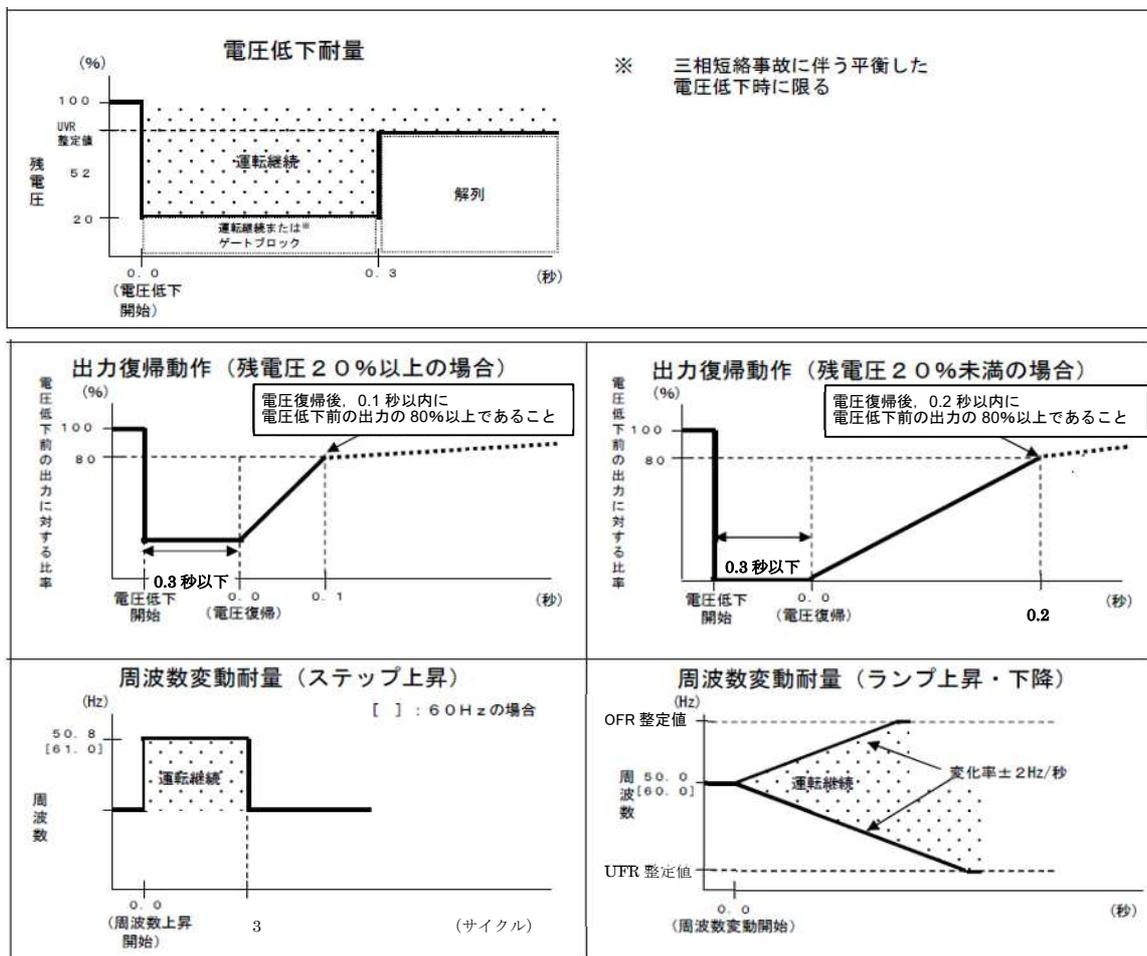 電圧低下耐量
(%)
100
UVR
整定値
52
20
残電圧
運転継続
運転継続または※
ゲートブロック
解列
0.0
(電圧低下
開始)
0.3
(秒)
※ 三相短絡事故に伴う平衡した
電圧低下時に限る
出力復帰動作（残電圧20%以上の場合）
電圧低下前の出力に対する比率
(%)
100
80
電圧復帰後，0.1 秒以内に
電圧低下前の出力の 80%以上であること
0.3 秒以下
電圧低下
開始
0.0
(電圧復帰)
0.1
(秒)
出力復帰動作（残電圧20%未満の場合）
電圧低下前の出力に対する比率
(%)
100
80
電圧復帰後，0.2 秒以内に
電圧低下前の出力の 80%以上であること
0.3 秒以下
電圧低下
開始
0.0
(電圧復帰)
0.2
(秒)
周波数変動耐量（ステップ上昇）
(Hz)
[ ]：60Hzの場合
50.8
[61.0]
運転継続
周波数
0.0
(周波数上昇
開始)
3
(サイクル)
周波数変動耐量（ランプ上昇・下降）
(Hz)
OFR 整定値
周波数
50.0
[60.0]
運転継続
変化率±2Hz/秒
UFR 整定値
0.0
(周波数変動開始)
(秒)